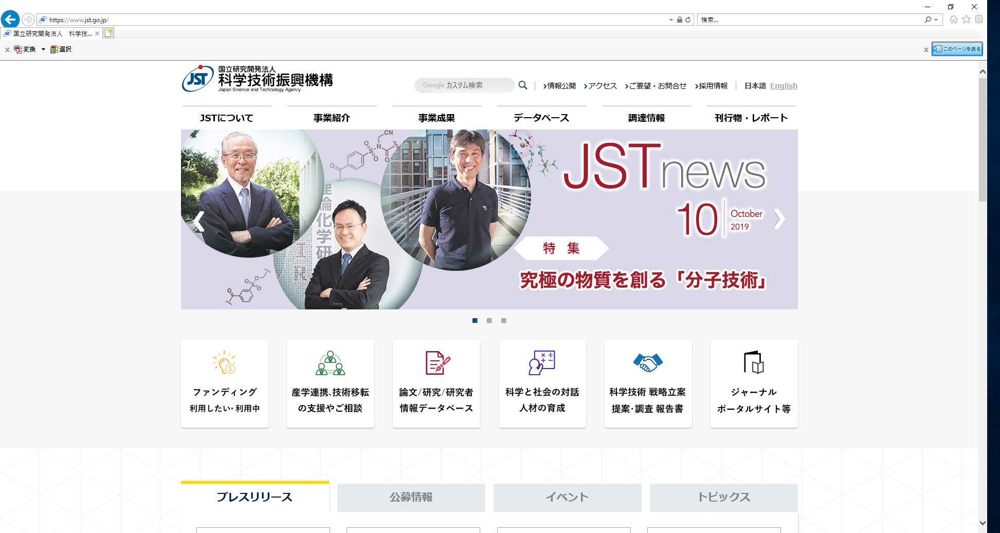 https://www.jst.go.jp/
検索...
国立研究開発法人　科学技...
変換
選択
このページを送る
JST
国立研究開発法人
科学技術振興機構
Japan Science and Technology Agency
Google カスタム検索
情報公開
アクセス
ご要望・お問合せ
採用情報
日本語 English
JSTについて
事業紹介
事業成果
データベース
調達情報
刊行物・レポート
JSTnews
10
October
2019
特 集
究極の物質を創る「分子技術」
理論化学研
ファンディング
利用したい・利用中
産学連携、技術移転
の支援やご相談
論文/研究/研究者
情報データベース
科学と社会の対話
人材の育成
科学技術 戦略立案
提案・調査 報告書
ジャーナル
ポータルサイト等
プレスリリース
公募情報
イベント
トピックス